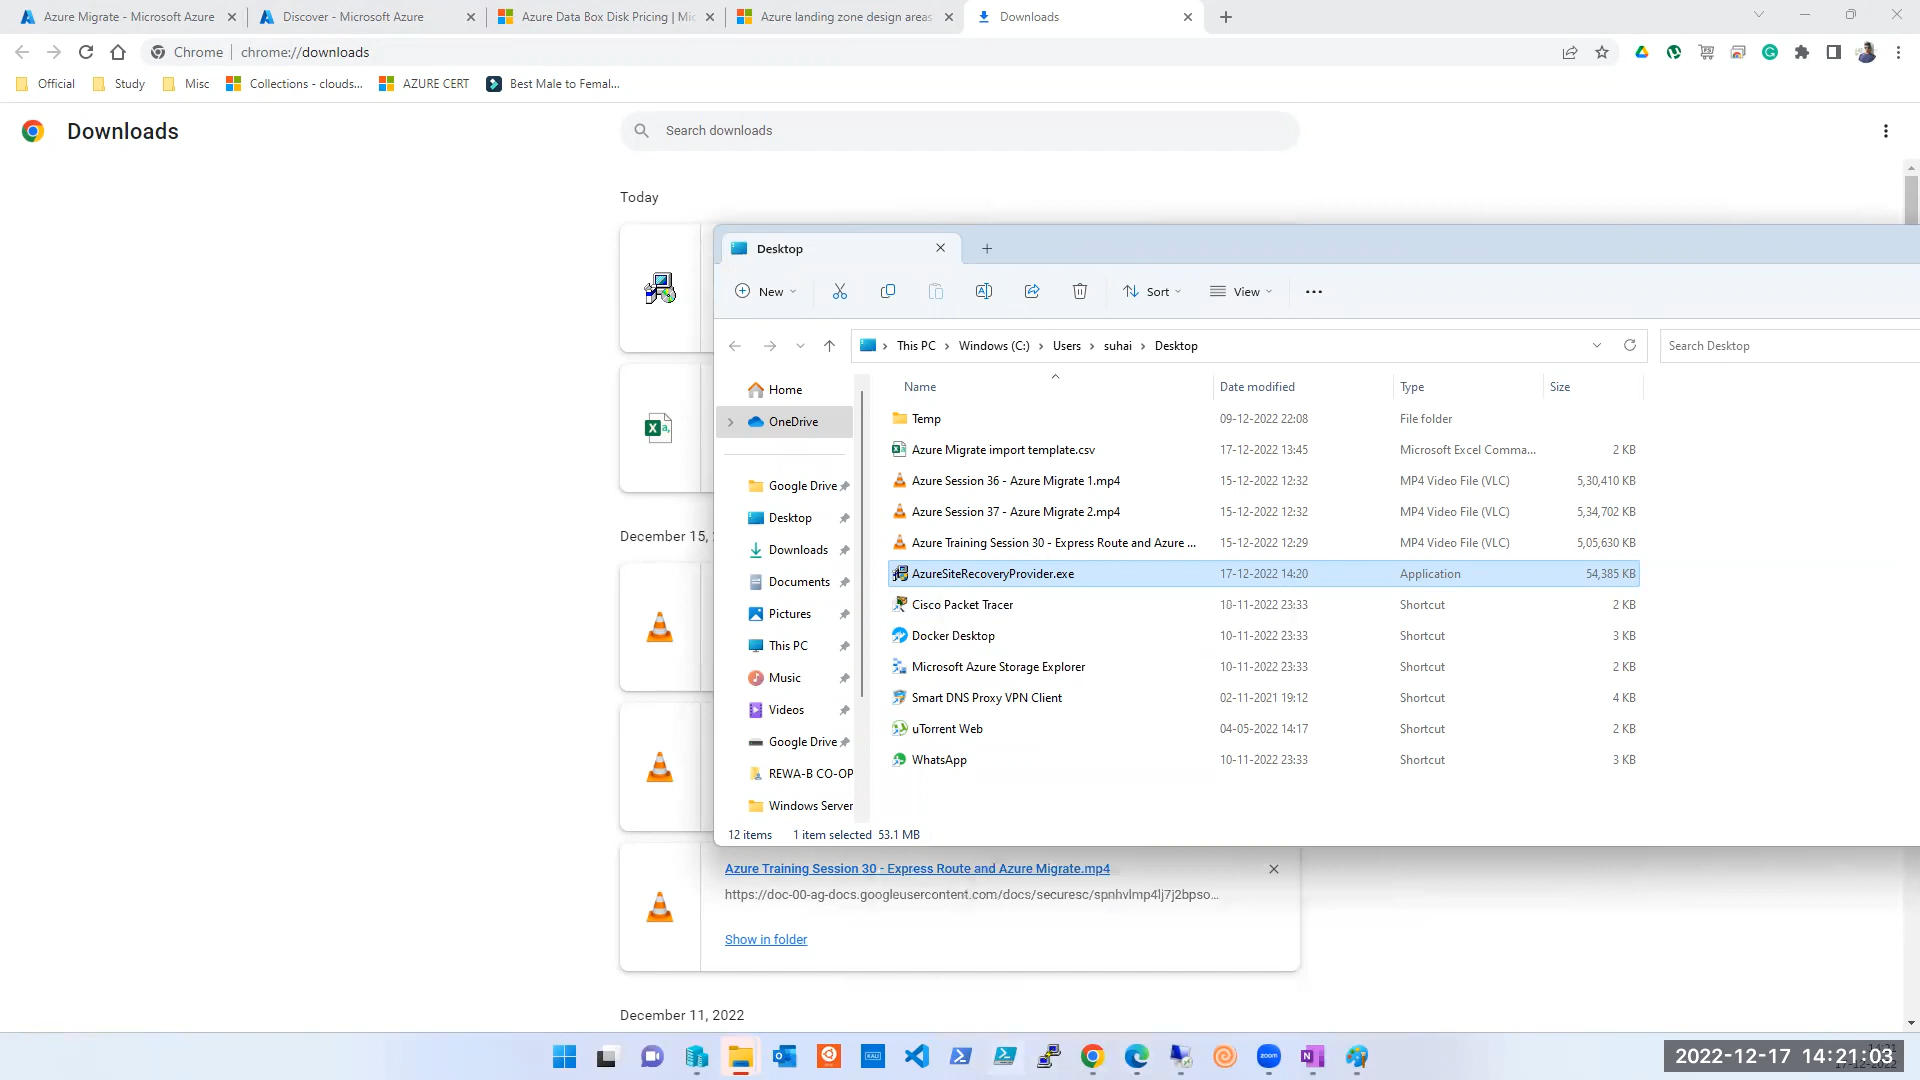 Azure Migrate - Microsoft Azure
Discover - Microsoft Azure
Azure Data Box Disk Pricing | Mic
Azure landing zone design areas
Downloads
Chrome
chrome://downloads
Official
Study
Misc
Collections - clouds...
AZURE CERT
Best Male to Femal...
Downloads
Search downloads
Today
Desktop
New
Sort
View
This PC
Windows (C:)
Users
suhai
Desktop
Search Desktop
Name
Date modified
Type
Size
Home
OneDrive
Google Drive
Desktop
Downloads
Documents
Pictures
This PC
Music
Videos
Google Drive
REWA-B CO-OP
Windows Server
Temp 09-12-2022 22:08 File folder
Azure Migrate import template.csv 17-12-2022 13:45 Microsoft Excel Comma... 2 KB
Azure Session 36 - Azure Migrate 1.mp4 15-12-2022 12:32 MP4 Video File (VLC) 5,30,410 KB
Azure Session 37 - Azure Migrate 2.mp4 15-12-2022 12:32 MP4 Video File (VLC) 5,34,702 KB
Azure Training Session 30 - Express Route and Azure ... 15-12-2022 12:29 MP4 Video File (VLC) 5,05,630 KB
AzureSiteRecoveryProvider.exe 17-12-2022 14:20 Application 54,385 KB
Cisco Packet Tracer 10-11-2022 23:33 Shortcut 2 KB
Docker Desktop 10-11-2022 23:33 Shortcut 3 KB
Microsoft Azure Storage Explorer 10-11-2022 23:33 Shortcut 2 KB
Smart DNS Proxy VPN Client 02-11-2021 19:12 Shortcut 4 KB
uTorrent Web 04-05-2022 14:17 Shortcut 2 KB
WhatsApp 10-11-2022 23:33 Shortcut 3 KB
12 items
1 item selected 53.1 MB
December 15,
Azure Training Session 30 - Express Route and Azure Migrate.mp4
https://doc-00-ag-docs.googleusercontent.com/docs/securesc/spnhvlmp4lj7j2bpso...
Show in folder
December 11, 2022
zoom
2022-12-17 14:21:03